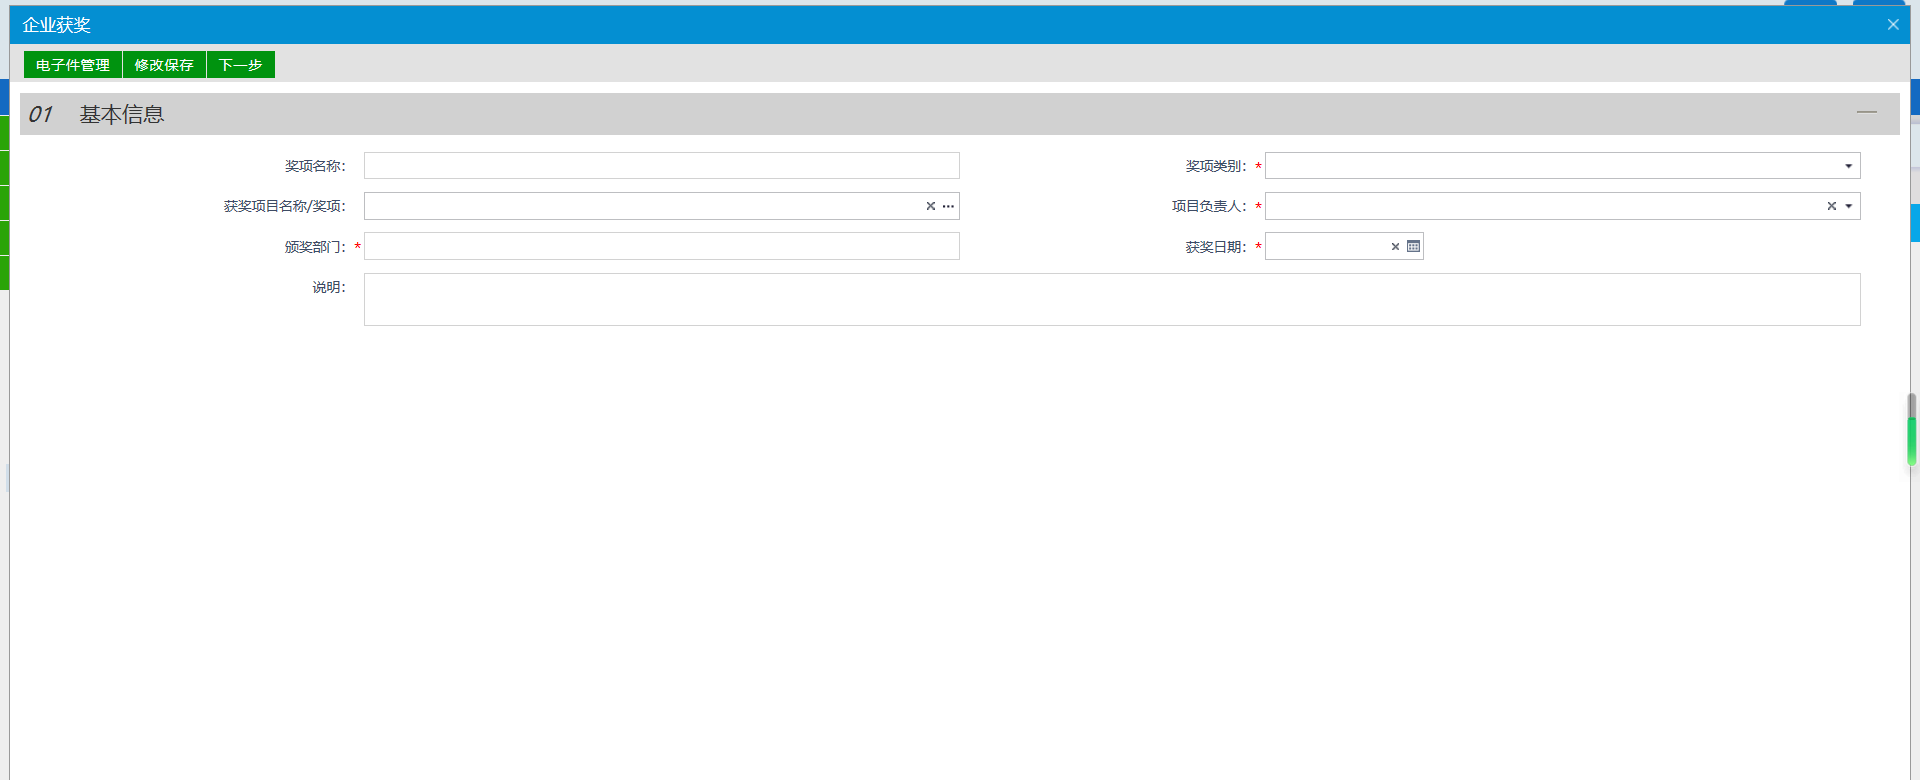 企业获奖
电子件管理 修改保存 下一步
01 基本信息
奖项名称： 奖项类别：*
获奖项目名称/奖项： 项目负责人：*
颁奖部门：* 获奖日期：*
说明：